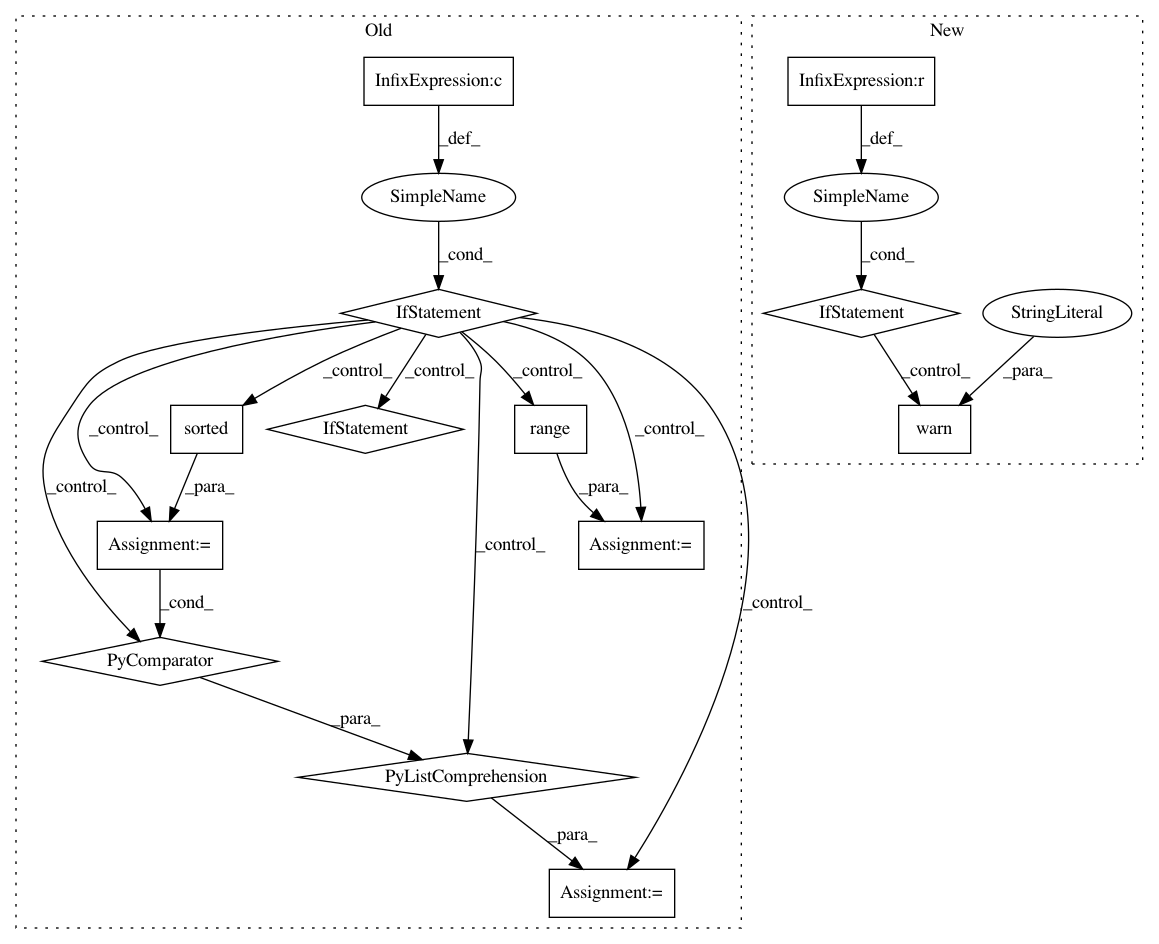 Old
New
InfixExpression:c
InfixExpression:r
_def_
_def_
SimpleName
SimpleName
_cond_
_cond_
IfStatement
IfStatement
StringLiteral
_control_
_control_
_control_
_para_
sorted
IfStatement
range
warn
_control_
_control_
_control_
_para_
_para_
Assignment:=
_control_
Assignment:=
_cond_
_control_
PyComparator
_para_
PyListComprehension
_para_
Assignment:=